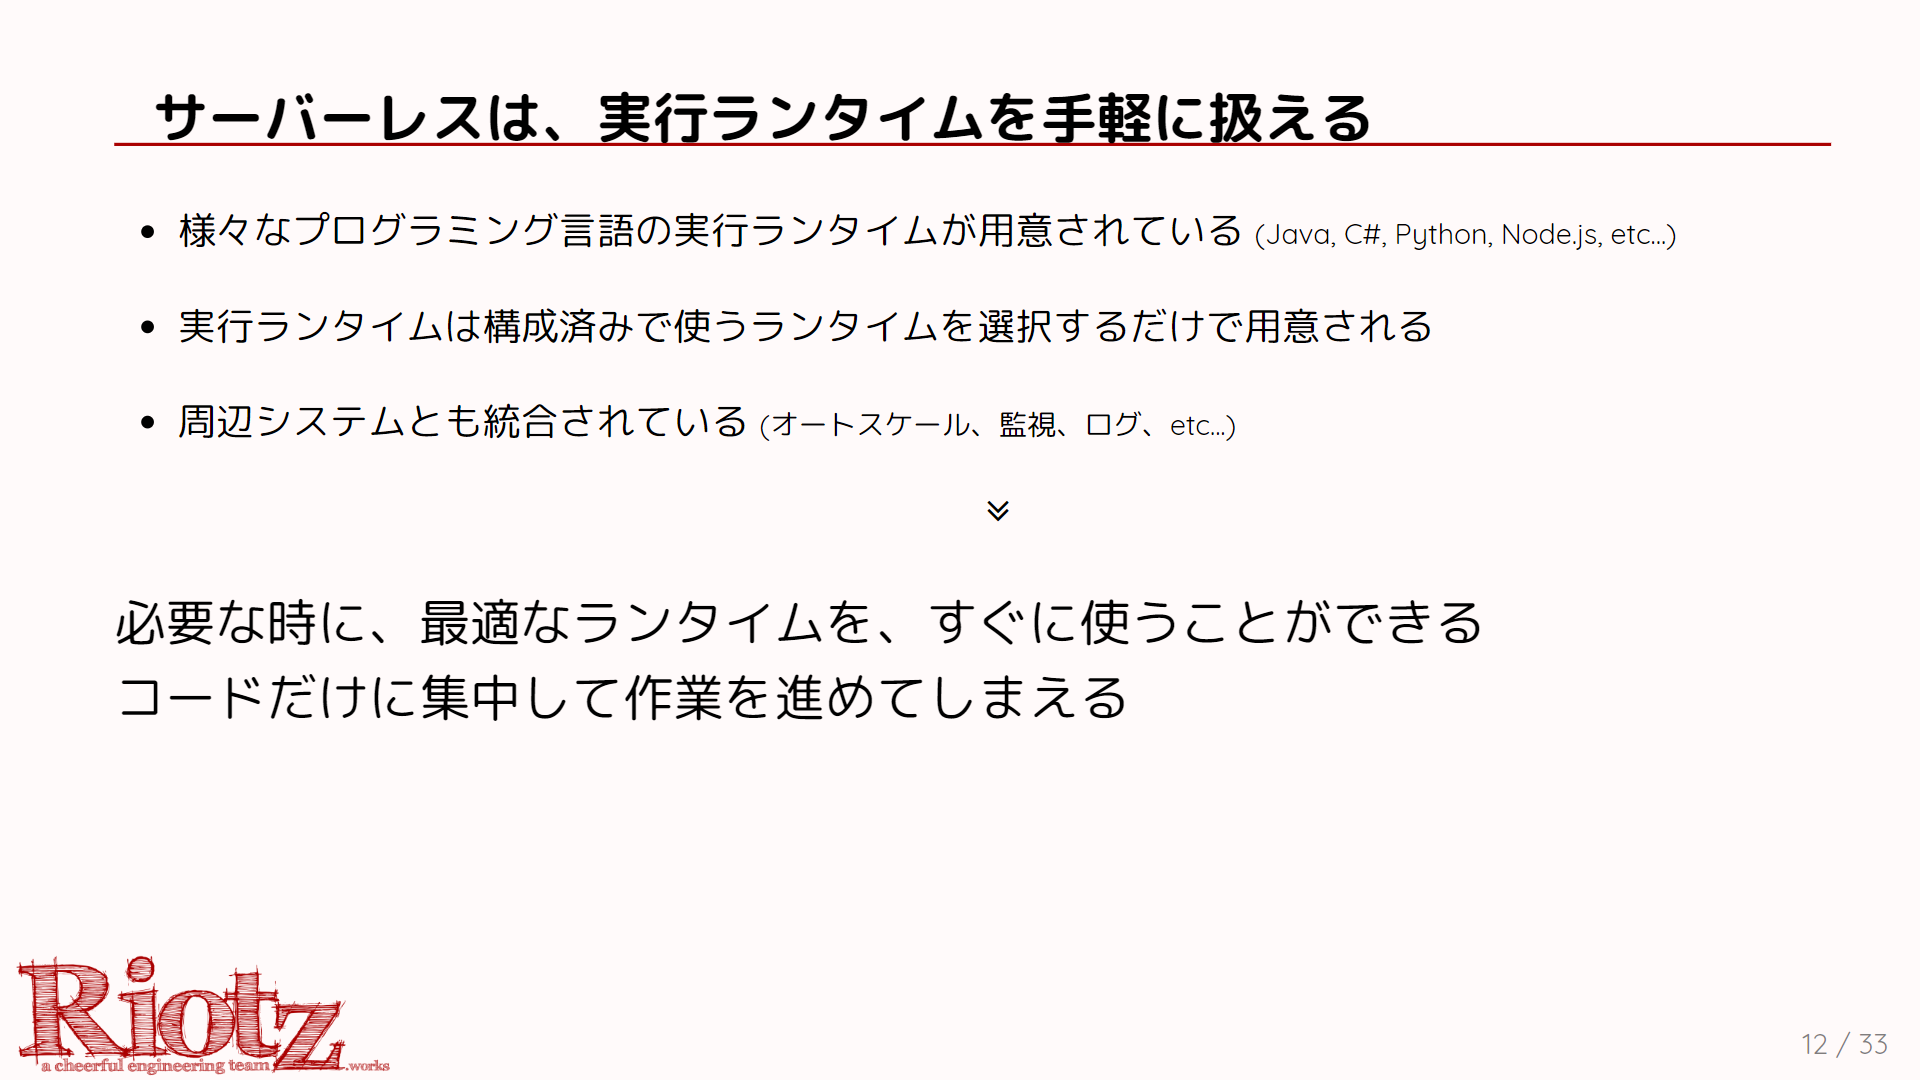 サーバーレスは、実行ランタイムを手軽に扱える
様々なプログラミング言語の実行ランタイムが用意されている (Java, C#, Python, Node.js, etc...)
実行ランタイムは構成済みで使うランタイムを選択するだけで用意される
周辺システムとも統合されている (オートスケール、監視、ログ、etc...)
必要な時に、最適なランタイムを、すぐに使うことができる
コードだけに集中して作業を進めてしまえる
Riotz
a cheerful engineering team .works
12 / 33